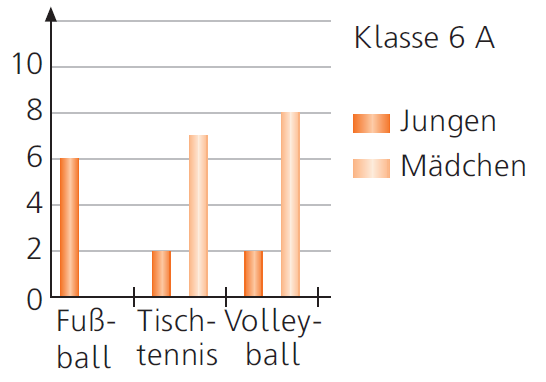 Klasse 6 A
10
8
6
4
2
0
Jungen
Mädchen
Fuß-
ball
Tisch-
tennis
Volley-
ball